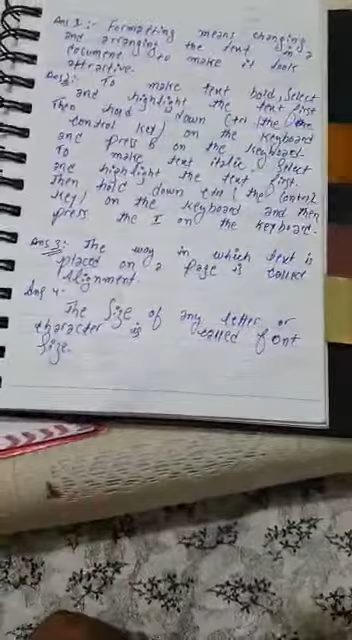 Ans 1:- Formatting means changing
and arranging the text in a
document to make it look
attractive.
Ans 2:- To make text bold, Select
and highlight the text first
Then hold down Ctrl (the
control key) on the keyboard
and press B on the keyboard.
To make text italic, Select
and highlight the text first.
Then hold down ctrl (the control
key) on the keyboard and then
press the I on the keyboard.
Ans 3:- The way in which text is
placed on a page is called
Alignment.
Ans 4-
The Size of any letter or
character is called font
Size.